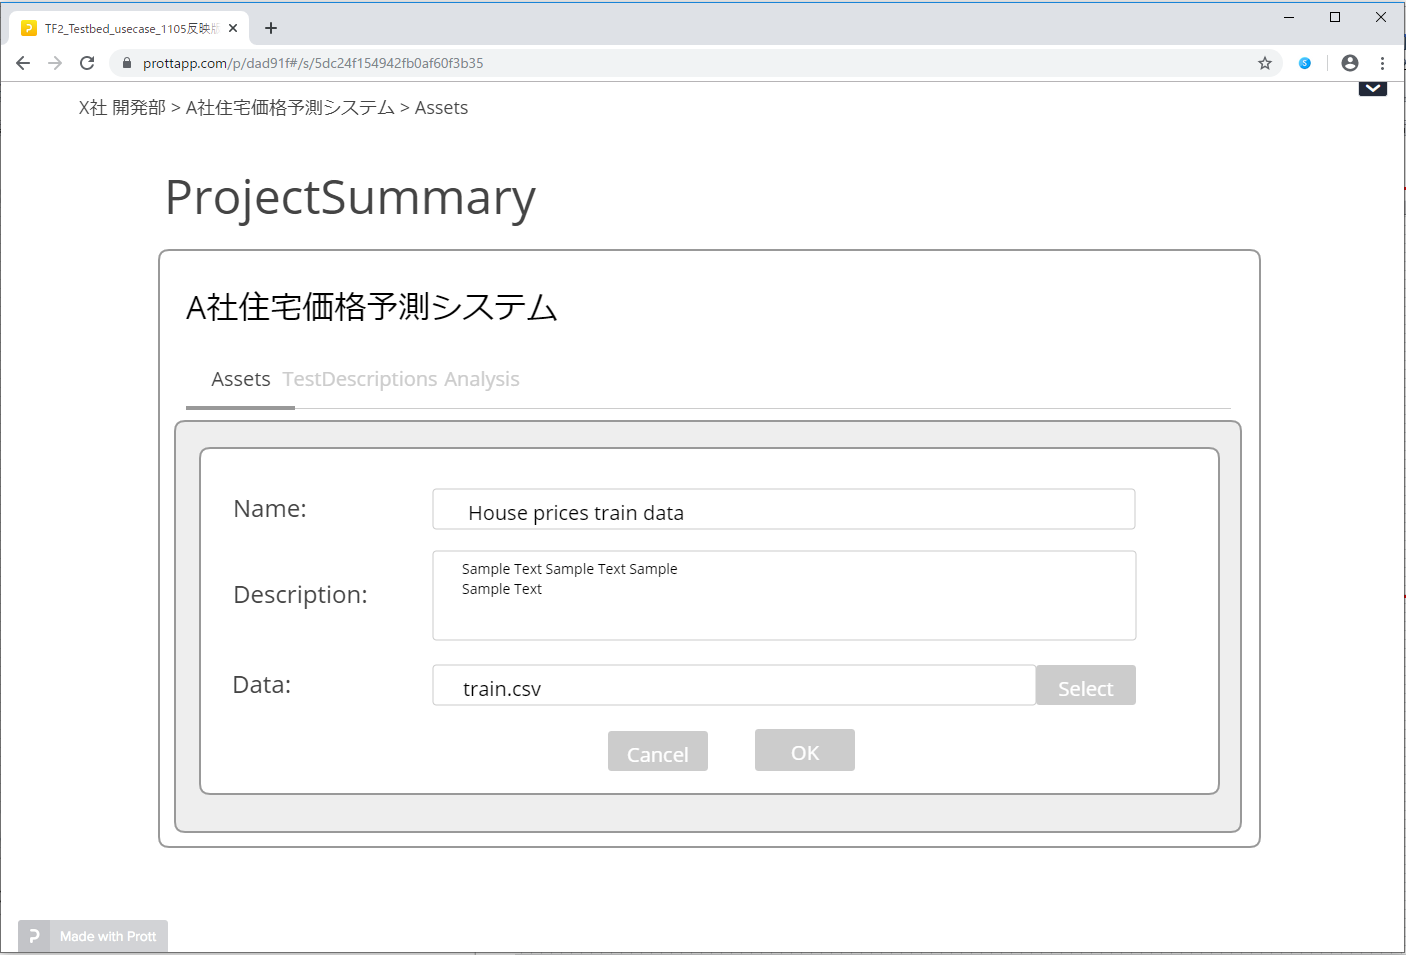 TF2_Testbed_usecase_1105反映版
prottapp.com/p/dad91f#/s/5dc24f154942fb0af60f3b35
X社 開発部 > A社住宅価格予測システム > Assets
ProjectSummary
A社住宅価格予測システム
Assets TestDescriptions Analysis
Name: House prices train data
Description: Sample Text Sample Text Sample
Sample Text
Data: train.csv Select
Cancel OK
Made with Prott